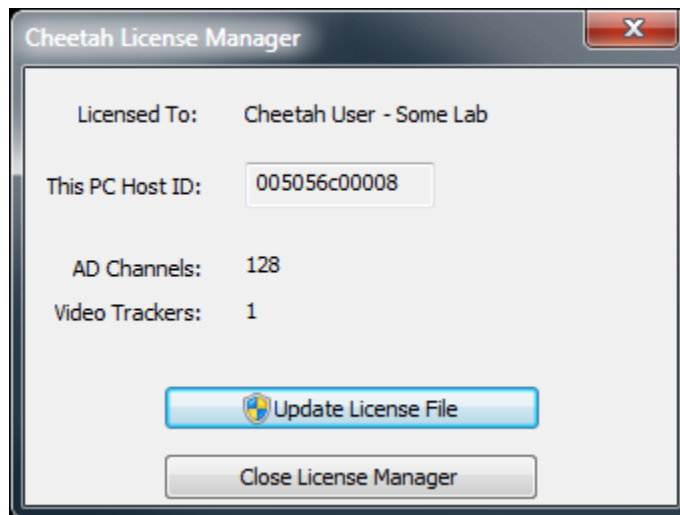 Cheetah License Manager
Licensed To: Cheetah User - Some Lab
This PC Host ID: 005056c00008
AD Channels: 128
Video Trackers: 1
Update License File
Close License Manager